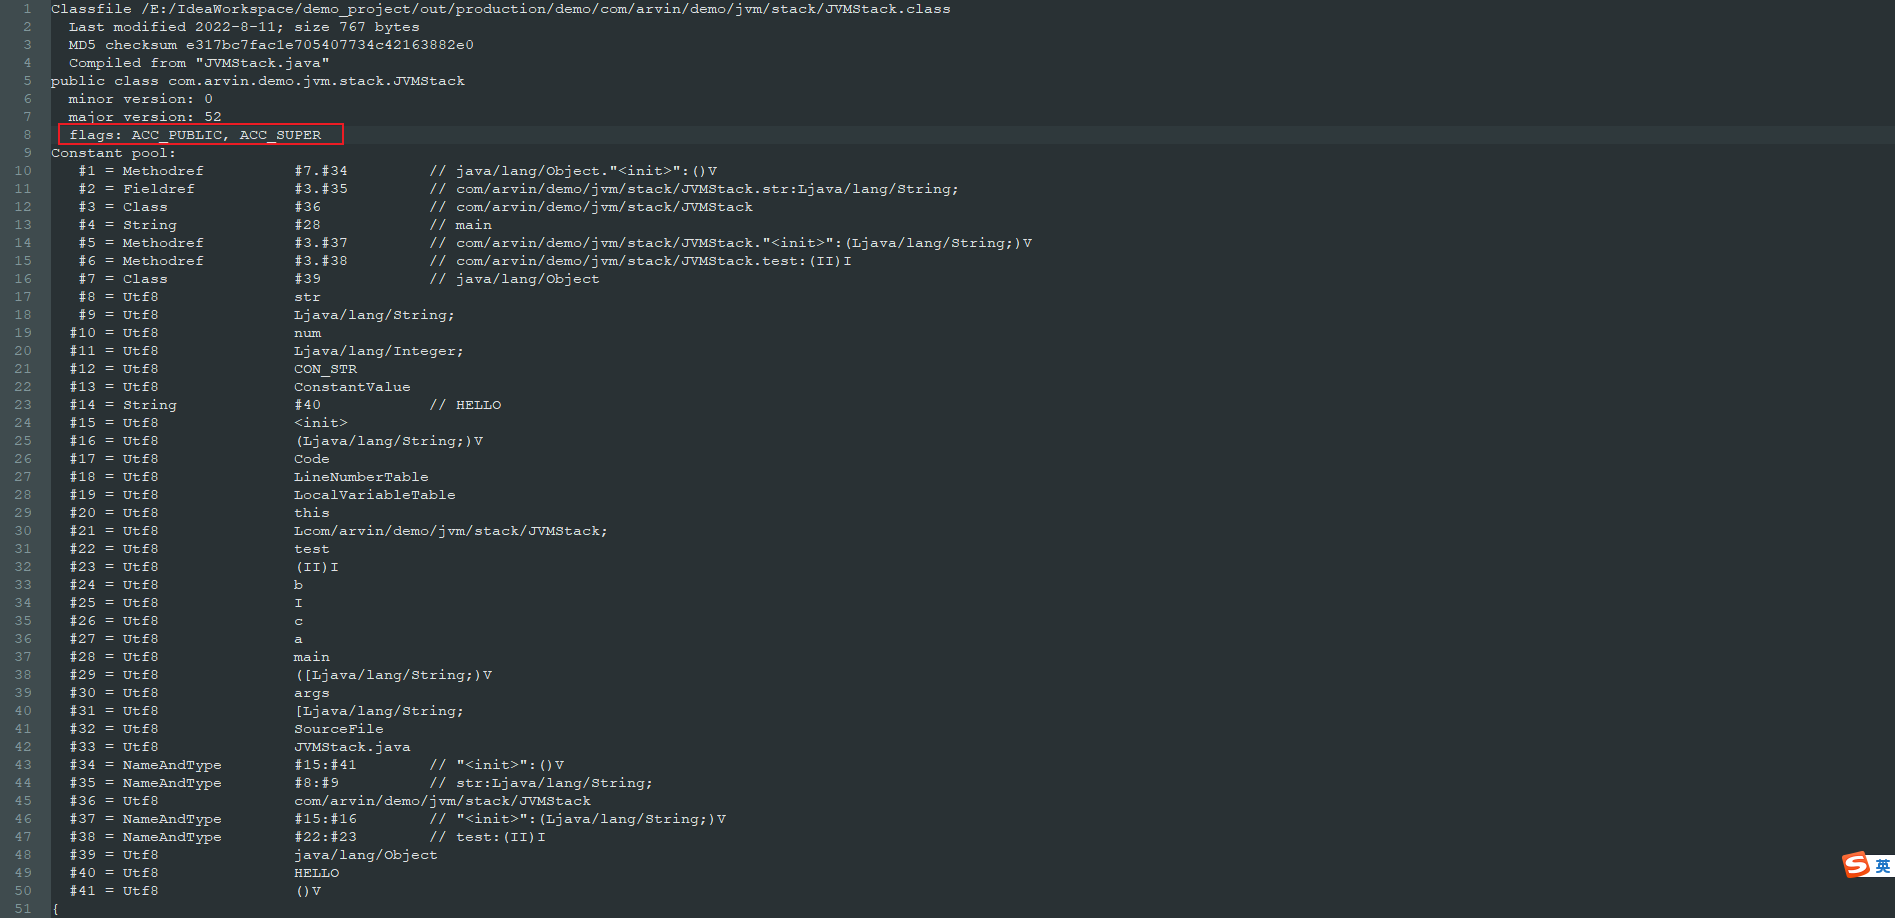 1 Classfile /E:/IdeaWorkspace/demo_project/out/production/demo/com/arvin/demo/jvm/stack/JVMStack.class
2   Last modified 2022-8-11; size 767 bytes
3   MD5 checksum e317bc7fac1e705407734c42163882e0
4   Compiled from "JVMStack.java"
5 public class com.arvin.demo.jvm.stack.JVMStack
6   minor version: 0
7   major version: 52
8   flags: ACC_PUBLIC, ACC_SUPER
9 Constant pool:
10    #1 = Methodref          #7.#34         // java/lang/Object."<init>":()V
11    #2 = Fieldref           #3.#35         // com/arvin/demo/jvm/stack/JVMStack.str:Ljava/lang/String;
12    #3 = Class              #36            // com/arvin/demo/jvm/stack/JVMStack
13    #4 = String             #28            // main
14    #5 = Methodref          #3.#37         // com/arvin/demo/jvm/stack/JVMStack."<init>":(Ljava/lang/String;)V
15    #6 = Methodref          #3.#38         // com/arvin/demo/jvm/stack/JVMStack.test:(II)I
16    #7 = Class              #39            // java/lang/Object
17    #8 = Utf8               str
18    #9 = Utf8               Ljava/lang/String;
19   #10 = Utf8               num
20   #11 = Utf8               Ljava/lang/Integer;
21   #12 = Utf8               CON_STR
22   #13 = Utf8               ConstantValue
23   #14 = String             #40            // HELLO
24   #15 = Utf8               <init>
25   #16 = Utf8               (Ljava/lang/String;)V
26   #17 = Utf8               Code
27   #18 = Utf8               LineNumberTable
28   #19 = Utf8               LocalVariableTable
29   #20 = Utf8               this
30   #21 = Utf8               Lcom/arvin/demo/jvm/stack/JVMStack;
31   #22 = Utf8               test
32   #23 = Utf8               (II)I
33   #24 = Utf8               b
34   #25 = Utf8               I
35   #26 = Utf8               c
36   #27 = Utf8               a
37   #28 = Utf8               main
38   #29 = Utf8               ([Ljava/lang/String;)V
39   #30 = Utf8               args
40   #31 = Utf8               [Ljava/lang/String;
41   #32 = Utf8               SourceFile
42   #33 = Utf8               JVMStack.java
43   #34 = NameAndType        #15:#41        // "<init>":()V
44   #35 = NameAndType        #8:#9          // str:Ljava/lang/String;
45   #36 = Utf8               com/arvin/demo/jvm/stack/JVMStack
46   #37 = NameAndType        #15:#16        // "<init>":(Ljava/lang/String;)V
47   #38 = NameAndType        #22:#23        // test:(II)I
48   #39 = Utf8               java/lang/Object
49   #40 = Utf8               HELLO
50   #41 = Utf8               ()V
51 {
S 英